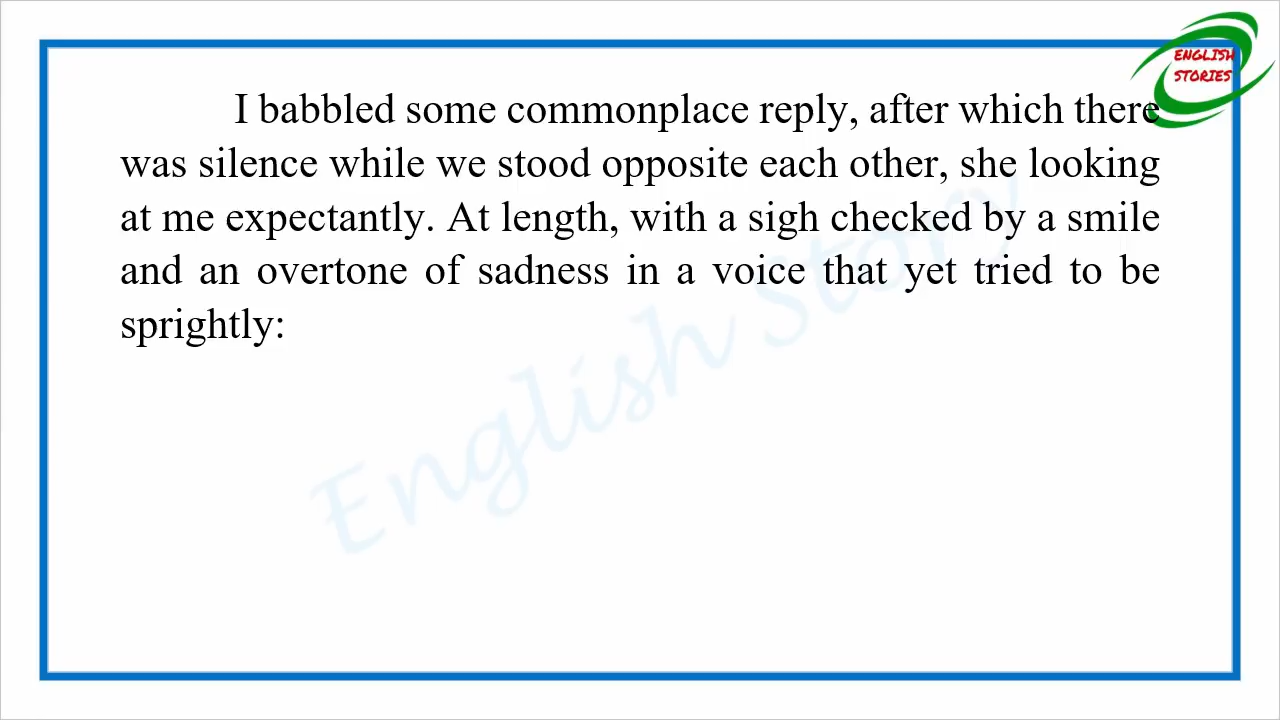 ENGLISH
STORIES
I babbled some commonplace reply, after which there
was silence while we stood opposite each other, she looking
at me expectantly. At length, with a sigh checked by a smile
and an overtone of sadness in a voice that yet tried to be
sprightly:
English Story